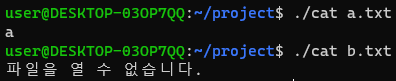 user@DESKTOP-03OP7QQ:~/project$ ./cat a.txt
a
user@DESKTOP-03OP7QQ:~/project$ ./cat b.txt
파일을 열 수 없습니다.